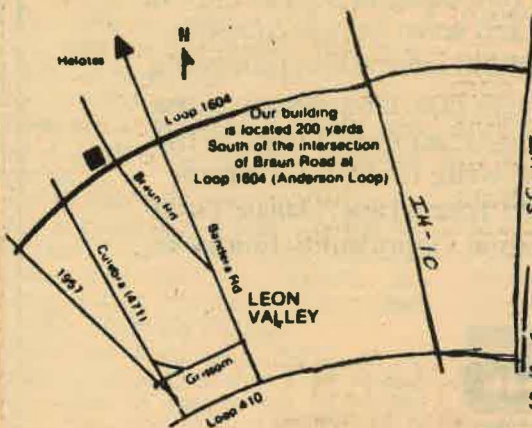 Helotes
N
Loop 1604
Our building
is located 200 yards
South of the intersection
of Braun Road at
Loop 1604 (Anderson Loop)
Braun Rd
Bandera Rd
IH-10
1957
Culebra (471)
LEON
VALLEY
Grissom
Loop 410